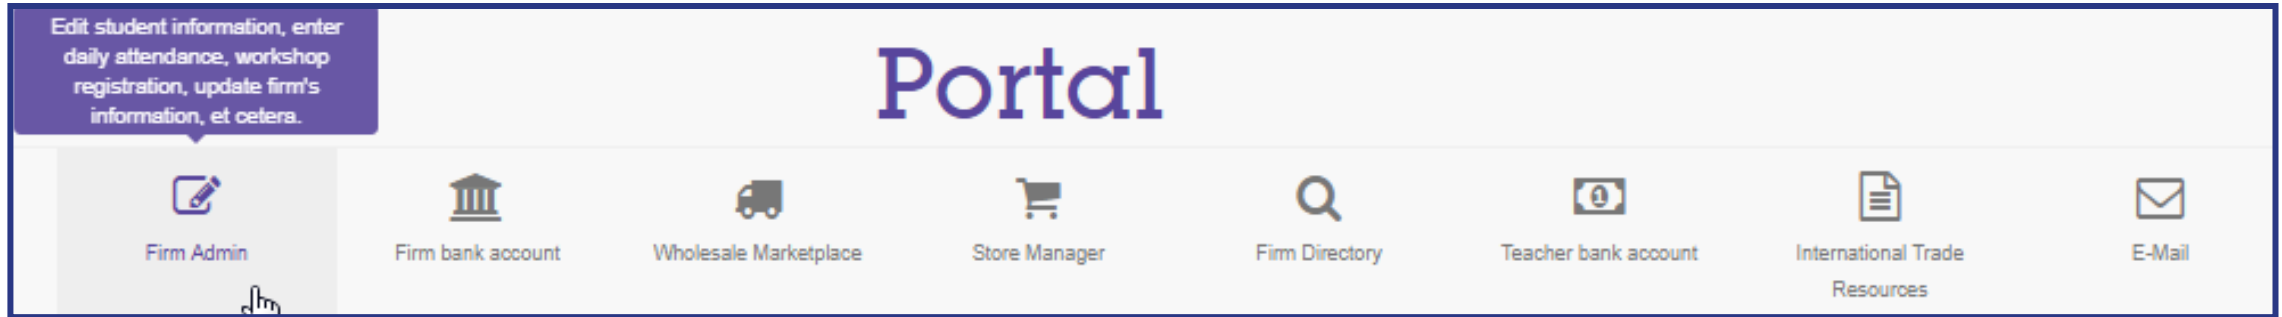 Edit student information, enter
daily attendance, workshop
registration, update firm's
information, et cetera.
Portal
Firm Admin
Firm bank account
Wholesale Marketplace
Store Manager
Firm Directory
Teacher bank account
International Trade
Resources
E-Mail